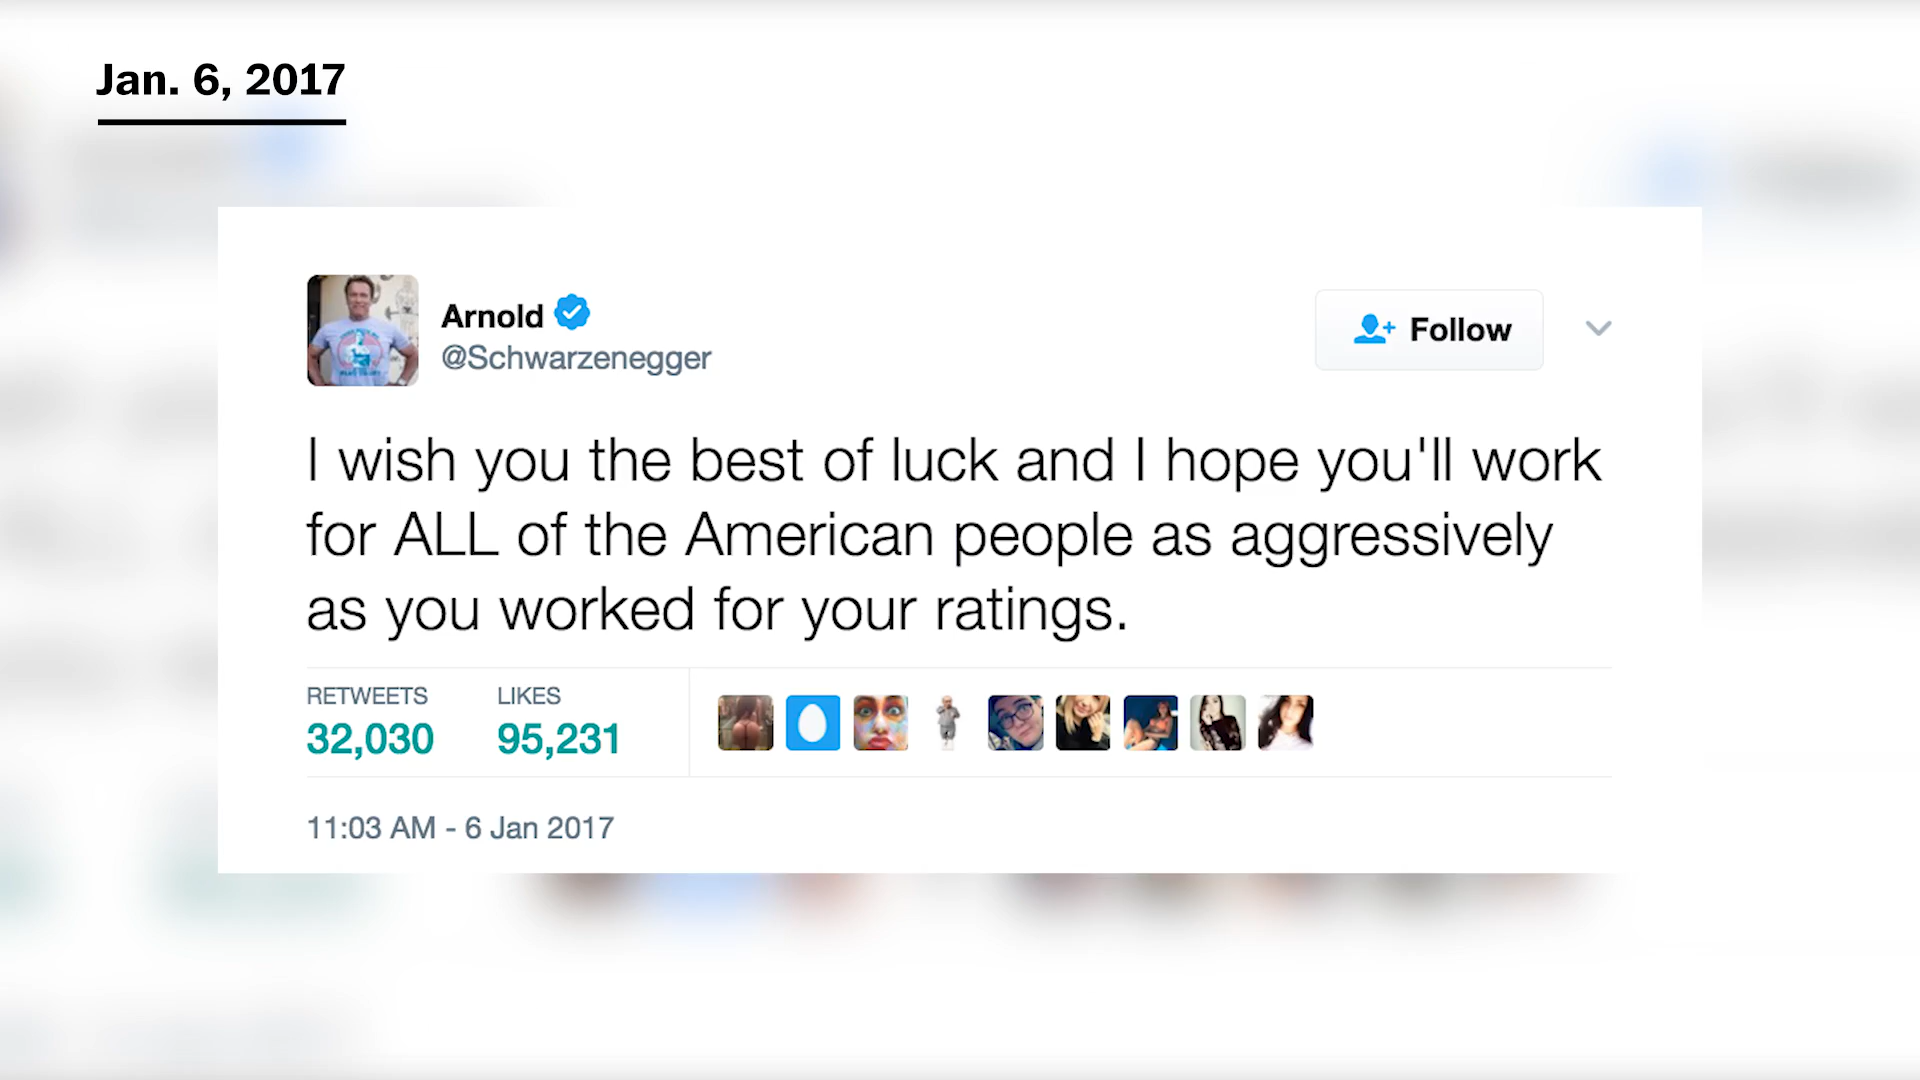 Jan. 6, 2017
Arnold
@Schwarzenegger
Follow
I wish you the best of luck and I hope you'll work
for ALL of the American people as aggressively
as you worked for your ratings.
RETWEETS LIKES
32,030 95,231
11:03 AM - 6 Jan 2017